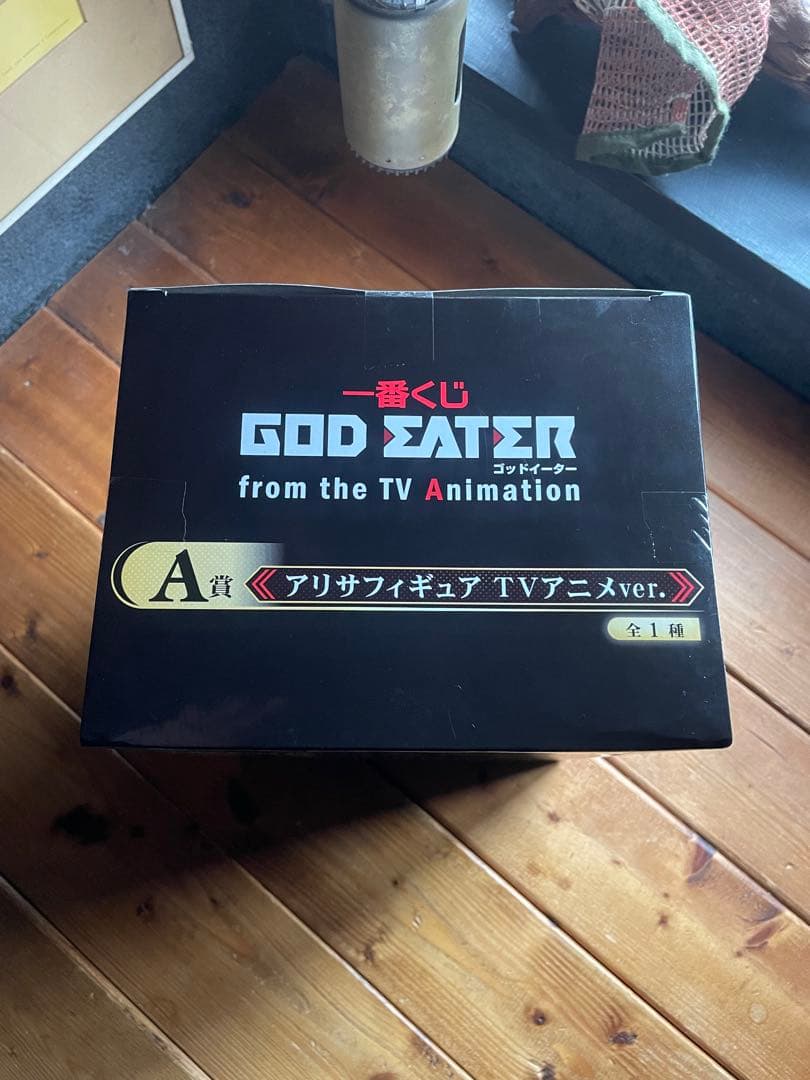 一番くじ
GOD EATER
ゴッドイーター
from the TV Animation
A賞 アリサフィギュア TVアニメver.
全1種